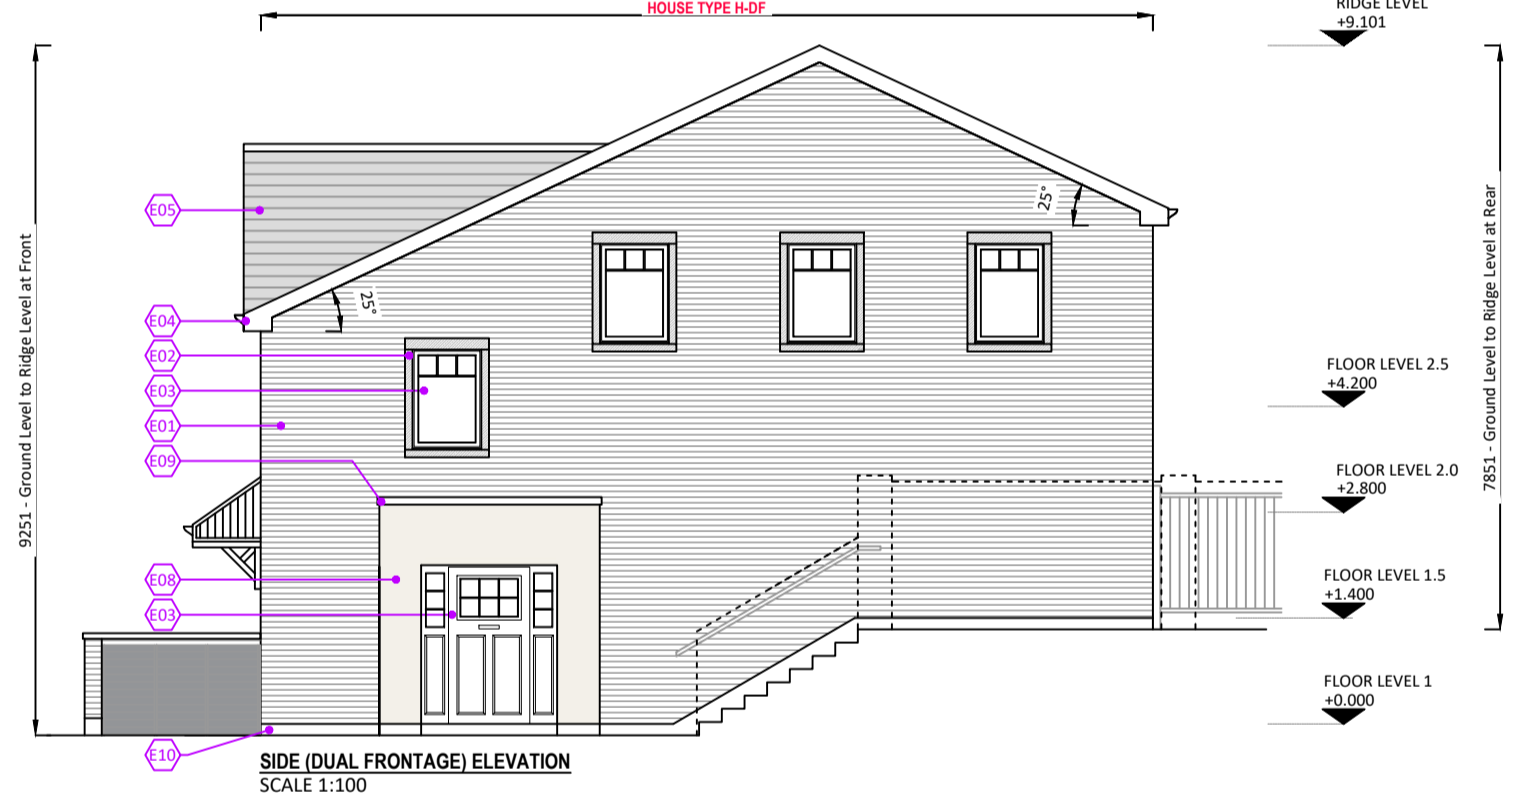 HOUSE TYPE H-DF
RIDGE LEVEL
+9.101
9251 - Ground Level to Ridge Level at Front
7851 - Ground Level to Ridge Level at Rear
25°
25°
E05
E04
E02
E03
E01
E09
E08
E03
E10
FLOOR LEVEL 2.5
+4.200
FLOOR LEVEL 2.0
+2.800
FLOOR LEVEL 1.5
+1.400
FLOOR LEVEL 1
+0.000
SIDE (DUAL FRONTAGE) ELEVATION
SCALE 1:100